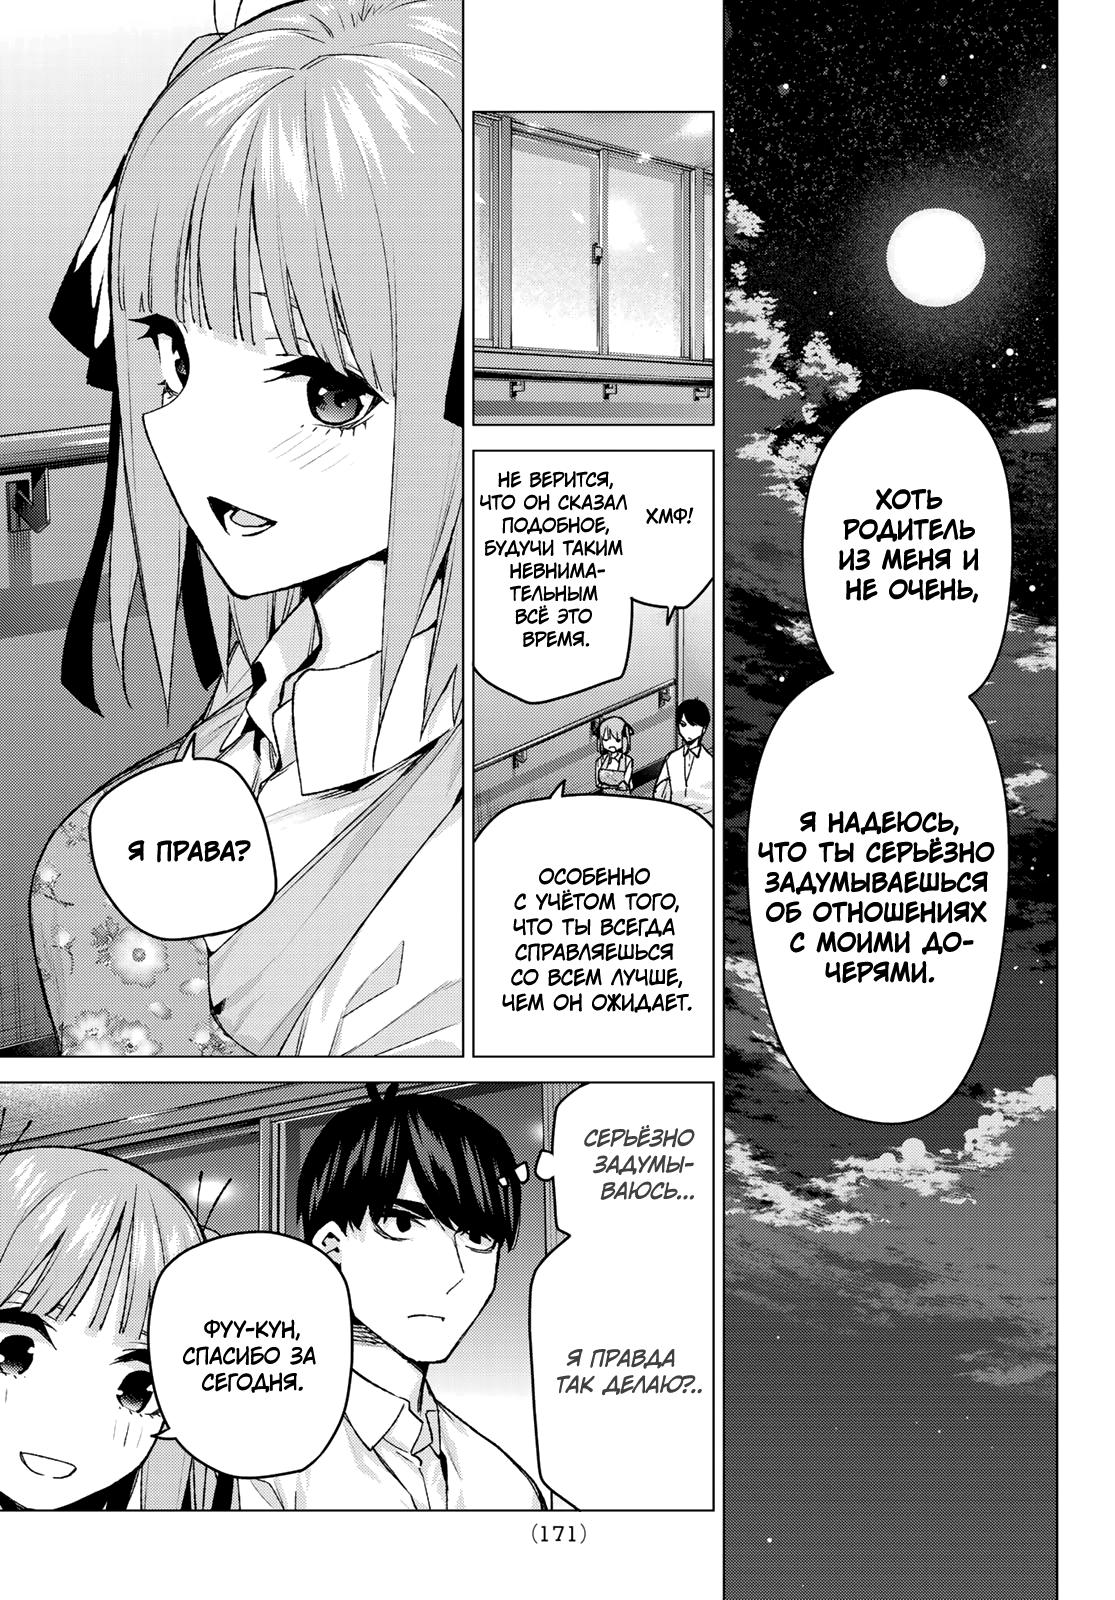 ХОТЬ
РОДИТЕЛЬ
ИЗ МЕНЯ И
НЕ ОЧЕНЬ,
Я НАДЕЮСЬ,
ЧТО ТЫ СЕРЬЁЗНО
ЗАДУМЫВАЕШЬСЯ
ОБ ОТНОШЕНИЯХ
С МОИМИ ДО-
ЧЕРЯМИ.
ХМФ!
НЕ ВЕРИТСЯ,
ЧТО ОН СКАЗАЛ
ПОДОБНОЕ,
БУДУЧИ ТАКИМ
НЕВНИМА-
ТЕЛЬНЫМ
ВСЁ ЭТО
ВРЕМЯ.
ОСОБЕННО
С УЧЁТОМ ТОГО,
ЧТО ТЫ ВСЕГДА
СПРАВЛЯЕШЬСЯ
СО ВСЕМ ЛУЧШЕ,
ЧЕМ ОН ОЖИДАЕТ.
Я ПРАВА?
СЕРЬЁЗНО
ЗАДУМЫ-
ВАЮСЬ...
Я ПРАВДА
ТАК ДЕЛАЮ?..
ФУУ-КУН,
СПАСИБО ЗА
СЕГОДНЯ.
(171)